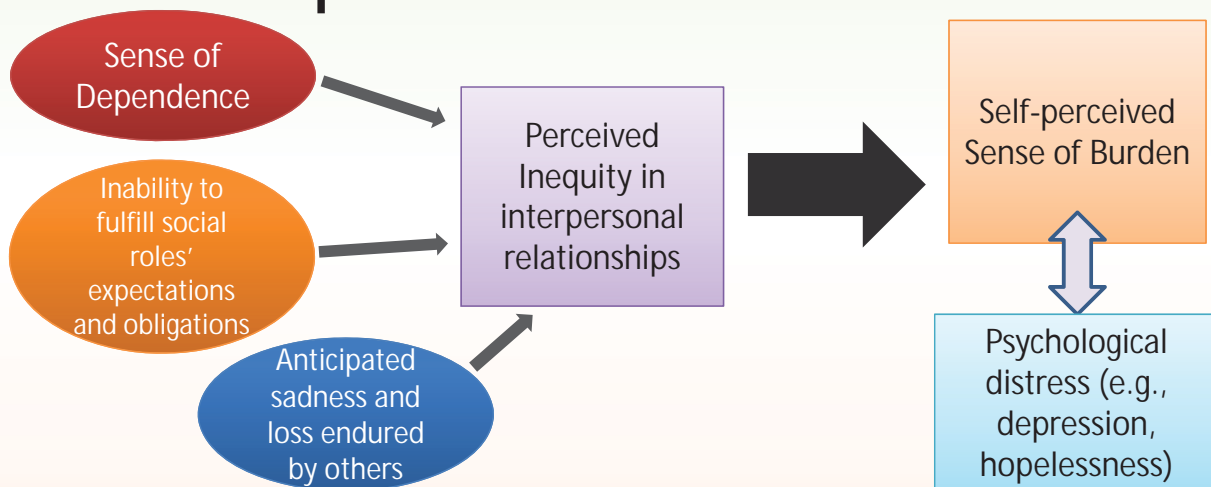 Sense of
Dependence
Inability to
fulfill social
roles’
expectations
and obligations
Anticipated
sadness and
loss endured
by others
Perceived
Inequity in
interpersonal
relationships
Self-perceived
Sense of Burden
Psychological
distress (e.g.,
depression,
hopelessness)